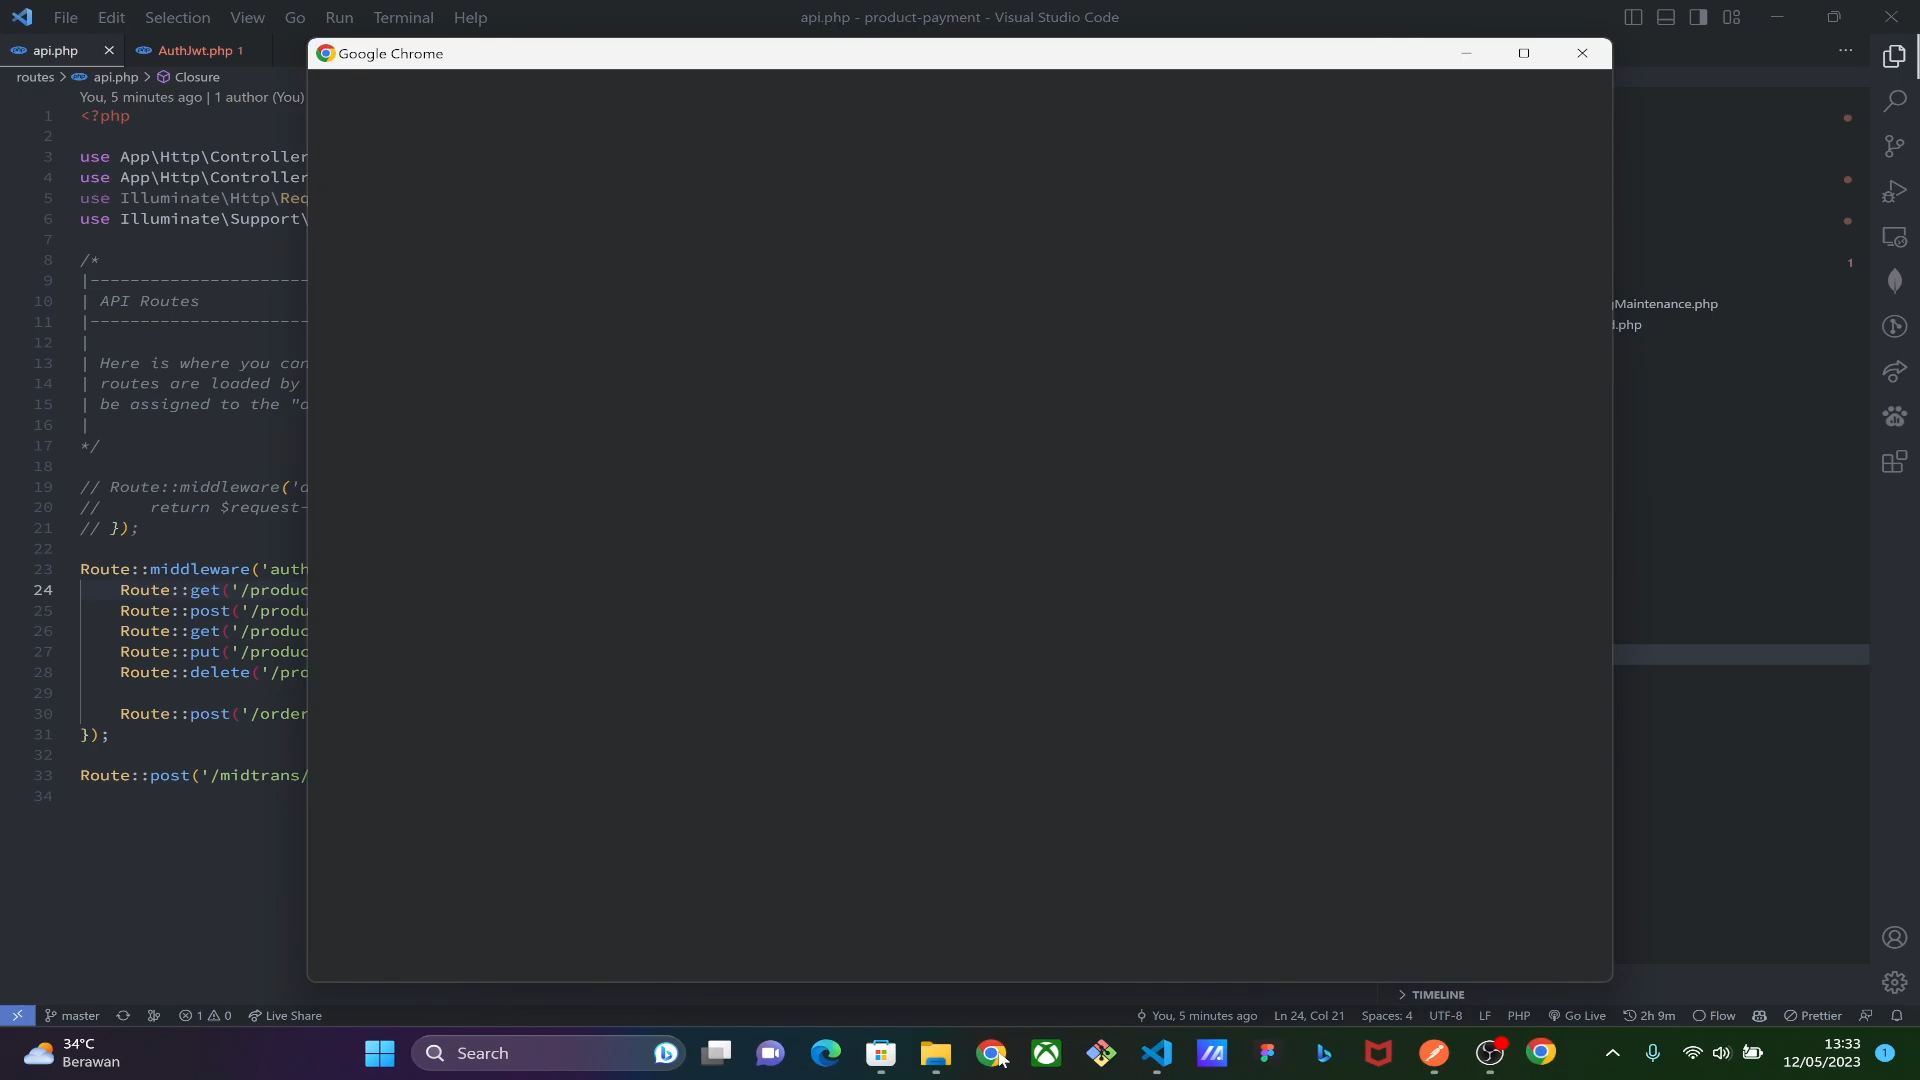 File Edit Selection View Go Run Terminal Help
api.php - product-payment - Visual Studio Code
api.php
AuthJwt.php 1
Google Chrome
routes > api.php > Closure
You, 5 minutes ago | 1 author (You)
1 <?php
2
3 use App\Http\Controller
4 use App\Http\Controller
5 use Illuminate\Http\Req
6 use Illuminate\Support\
7
8 /*
9 |----------------------
10 | API Routes
11 |----------------------
12 |
13 | Here is where you can
14 | routes are loaded by
15 | be assigned to the "a
16 |
17 */
18
19 // Route::middleware('a
20 // return $request-
21 // });
22
23 Route::middleware('auth
24 Route::get('/produc
25 Route::post('/produ
26 Route::get('/produc
27 Route::put('/produc
28 Route::delete('/pro
29
30 Route::post('/order
31 });
32
33 Route::post('/midtrans/
34
1
gMaintenance.php
d.php
> TIMELINE
master
1 0
Live Share
You, 5 minutes ago
Ln 24, Col 21
Spaces: 4
UTF-8
LF
PHP
Go Live
2h 9m
Flow
Prettier
34°C
Berawan
Search
13:33
12/05/2023
1